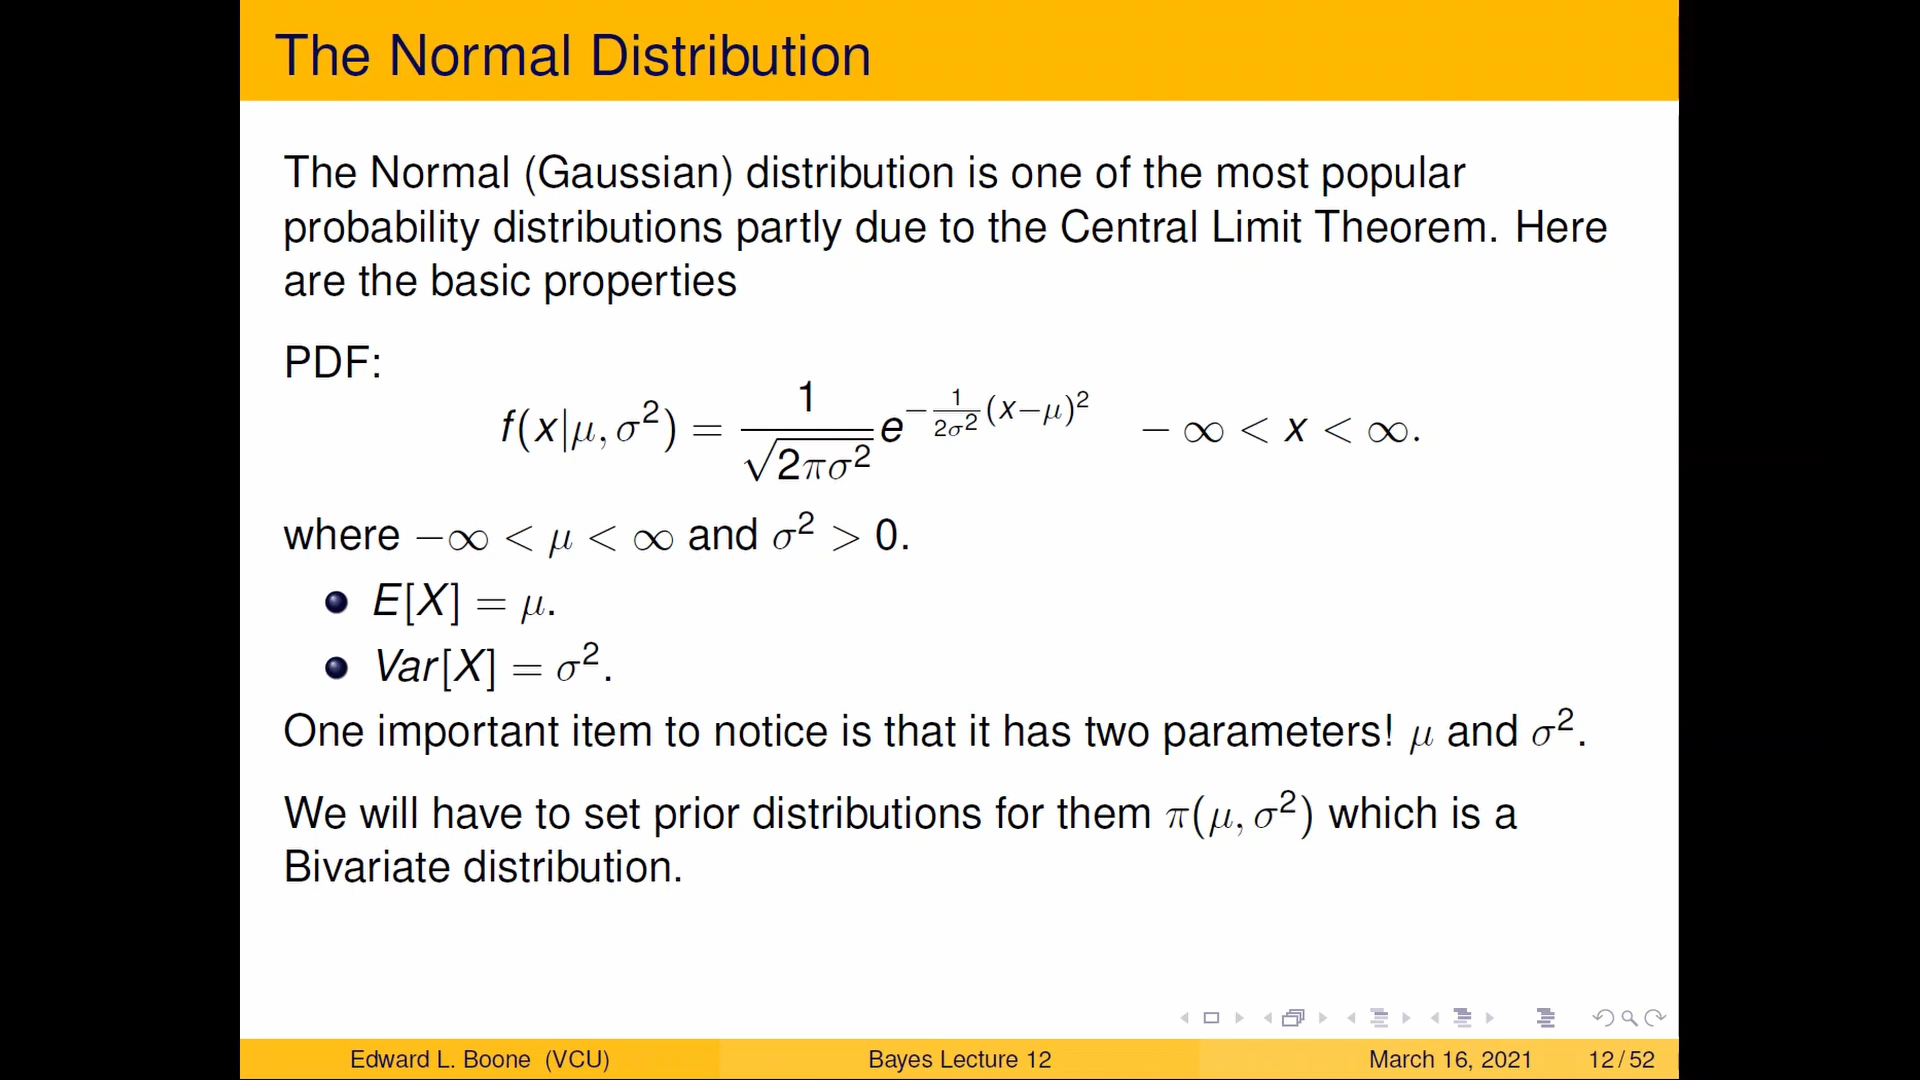 The Normal Distribution
The Normal (Gaussian) distribution is one of the most popular
probability distributions partly due to the Central Limit Theorem. Here
are the basic properties
PDF:
f(x|μ, σ²) = 1/√(2πσ²) e^(−1/(2σ²) (x−μ)²)   − ∞ < x < ∞.
where −∞ < μ < ∞ and σ² > 0.
E[X] = μ.
Var[X] = σ².
One important item to notice is that it has two parameters! μ and σ².
We will have to set prior distributions for them π(μ, σ²) which is a
Bivariate distribution.
Edward L. Boone (VCU) Bayes Lecture 12 March 16, 2021 12 / 52